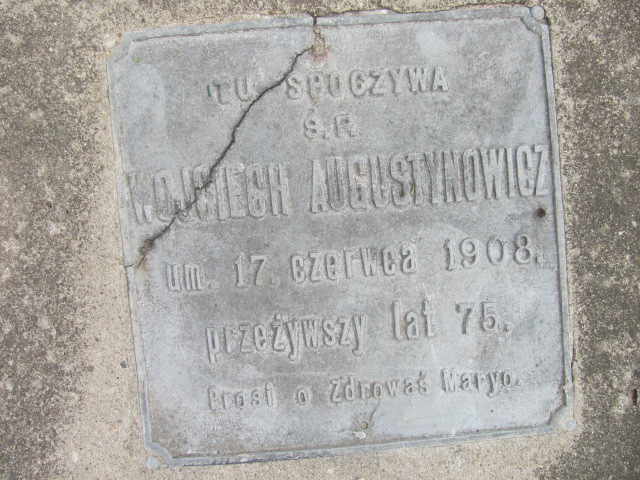 TU SPOCZYWA
Ś.P.
WOJCIECH AUGUSTYNOWICZ
um. 17. czerwca 1908.
przeżywszy lat 75.
Prosi o Zdrowaś Maryo.